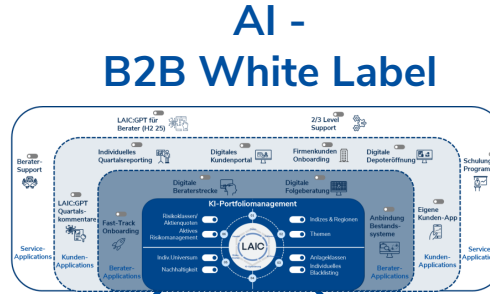 AI -
B2B White Label
LAIC:GPT für
Berater (H2 25)
2/3 Level
Support
Berater-
Support
Individuelles
Quartalsreporting
Digitales
Kundenportal
Firmenkunden
Onboarding
Digitale
Depoteröffnung
Schulung
Program
Digitale
Beraterstrecke
Digitale
Folgeberatung
LAIC:GPT
Quartals-
kommentare
Fast-Track
Onboarding
KI-Portfoliomanagement
Risikoklassen/
Aktienquoten
Aktives
Risikomanagement
Indiv Universum
Nachhaltigkeit
LAIC
Indizes & Regionen
Themen
Anlageklassen
Individuelles
Blacklisting
Anbindung
Bestands-
systeme
Eigene
Kunden-App
Service-
Applications
Kunden-
Applications
Berater-
Applications
Berater-
Applications
Kunden-
Applications
Service-
Applicatio